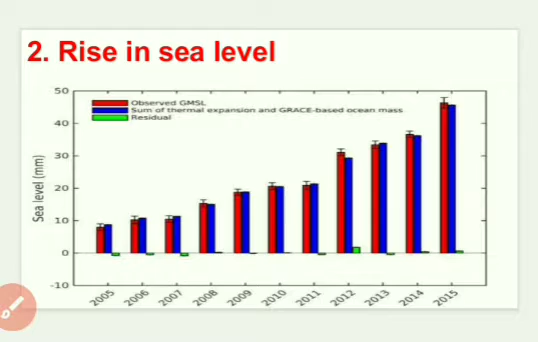 2. Rise in sea level
50
Observed GMSL
Sum of thermal expansion and GRACE-based ocean mass
Residual
40
30
20
10
0
-10
Sea level (mm)
2005 2006 2007 2008 2009 2010 2011 2012 2013 2014 2015